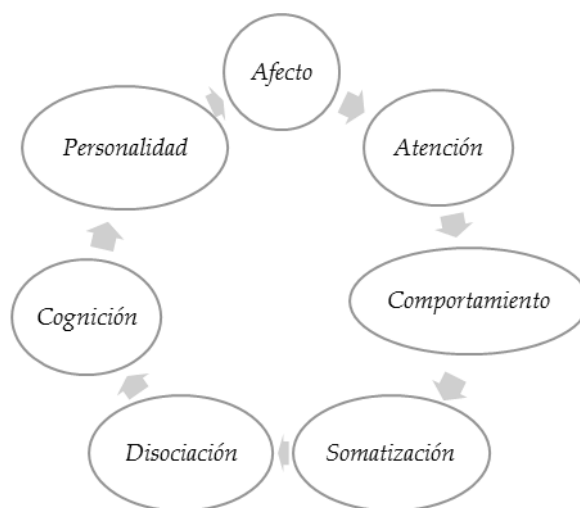 Afecto
Atención
Comportamiento
Somatización
Disociación
Cognición
Personalidad